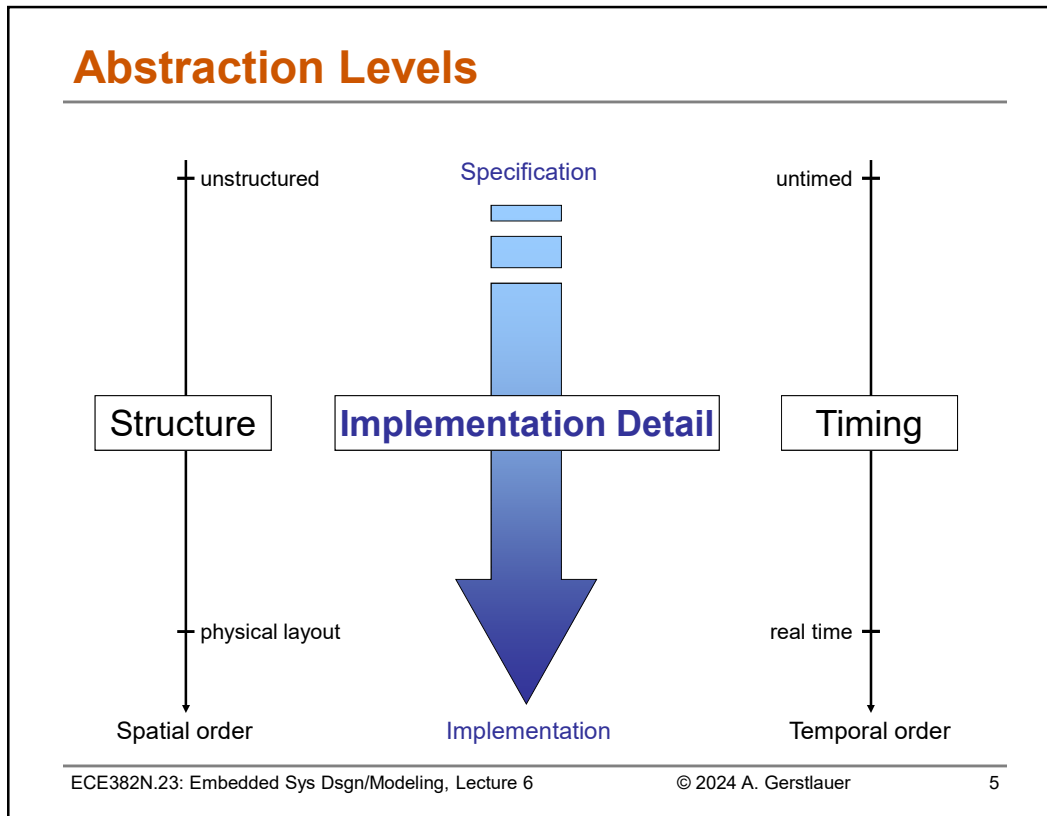 Abstraction Levels
unstructured
Specification
untimed
Structure
Implementation Detail
Timing
physical layout
real time
Spatial order
Implementation
Temporal order
ECE382N.23: Embedded Sys Dsgn/Modeling, Lecture 6
© 2024 A. Gerstlauer
5